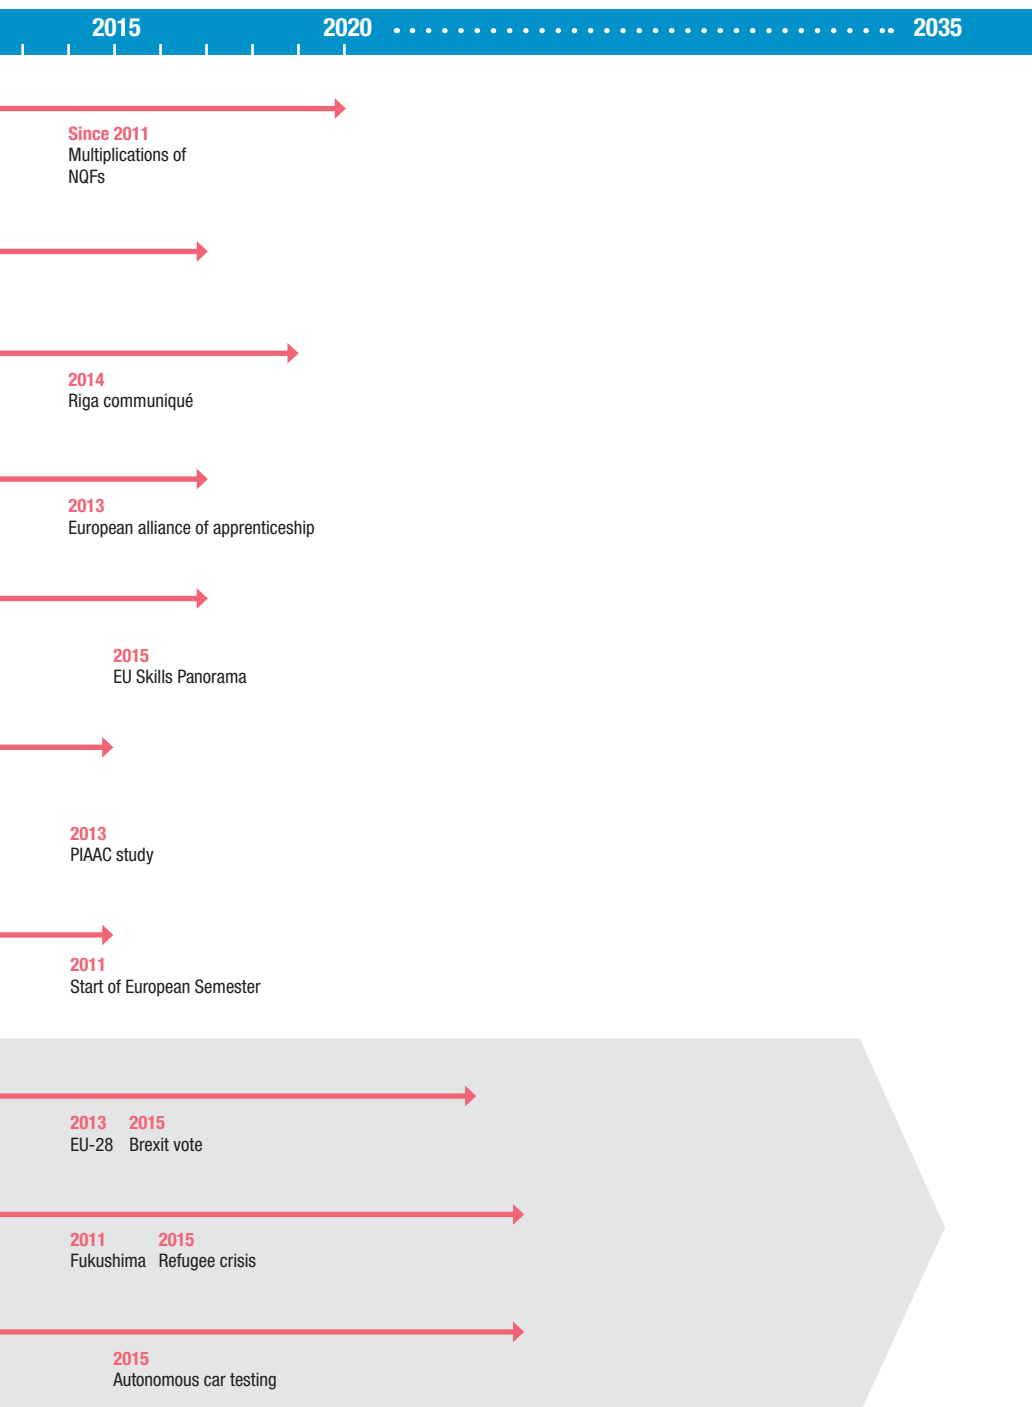 2015 2020 2035
Since 2011
Multiplications of
NQFs
2014
Riga communiqué
2013
European alliance of apprenticeship
2015
EU Skills Panorama
2013
PIAAC study
2011
Start of European Semester
2013 2015
EU-28 Brexit vote
2011 2015
Fukushima Refugee crisis
2015
Autonomous car testing